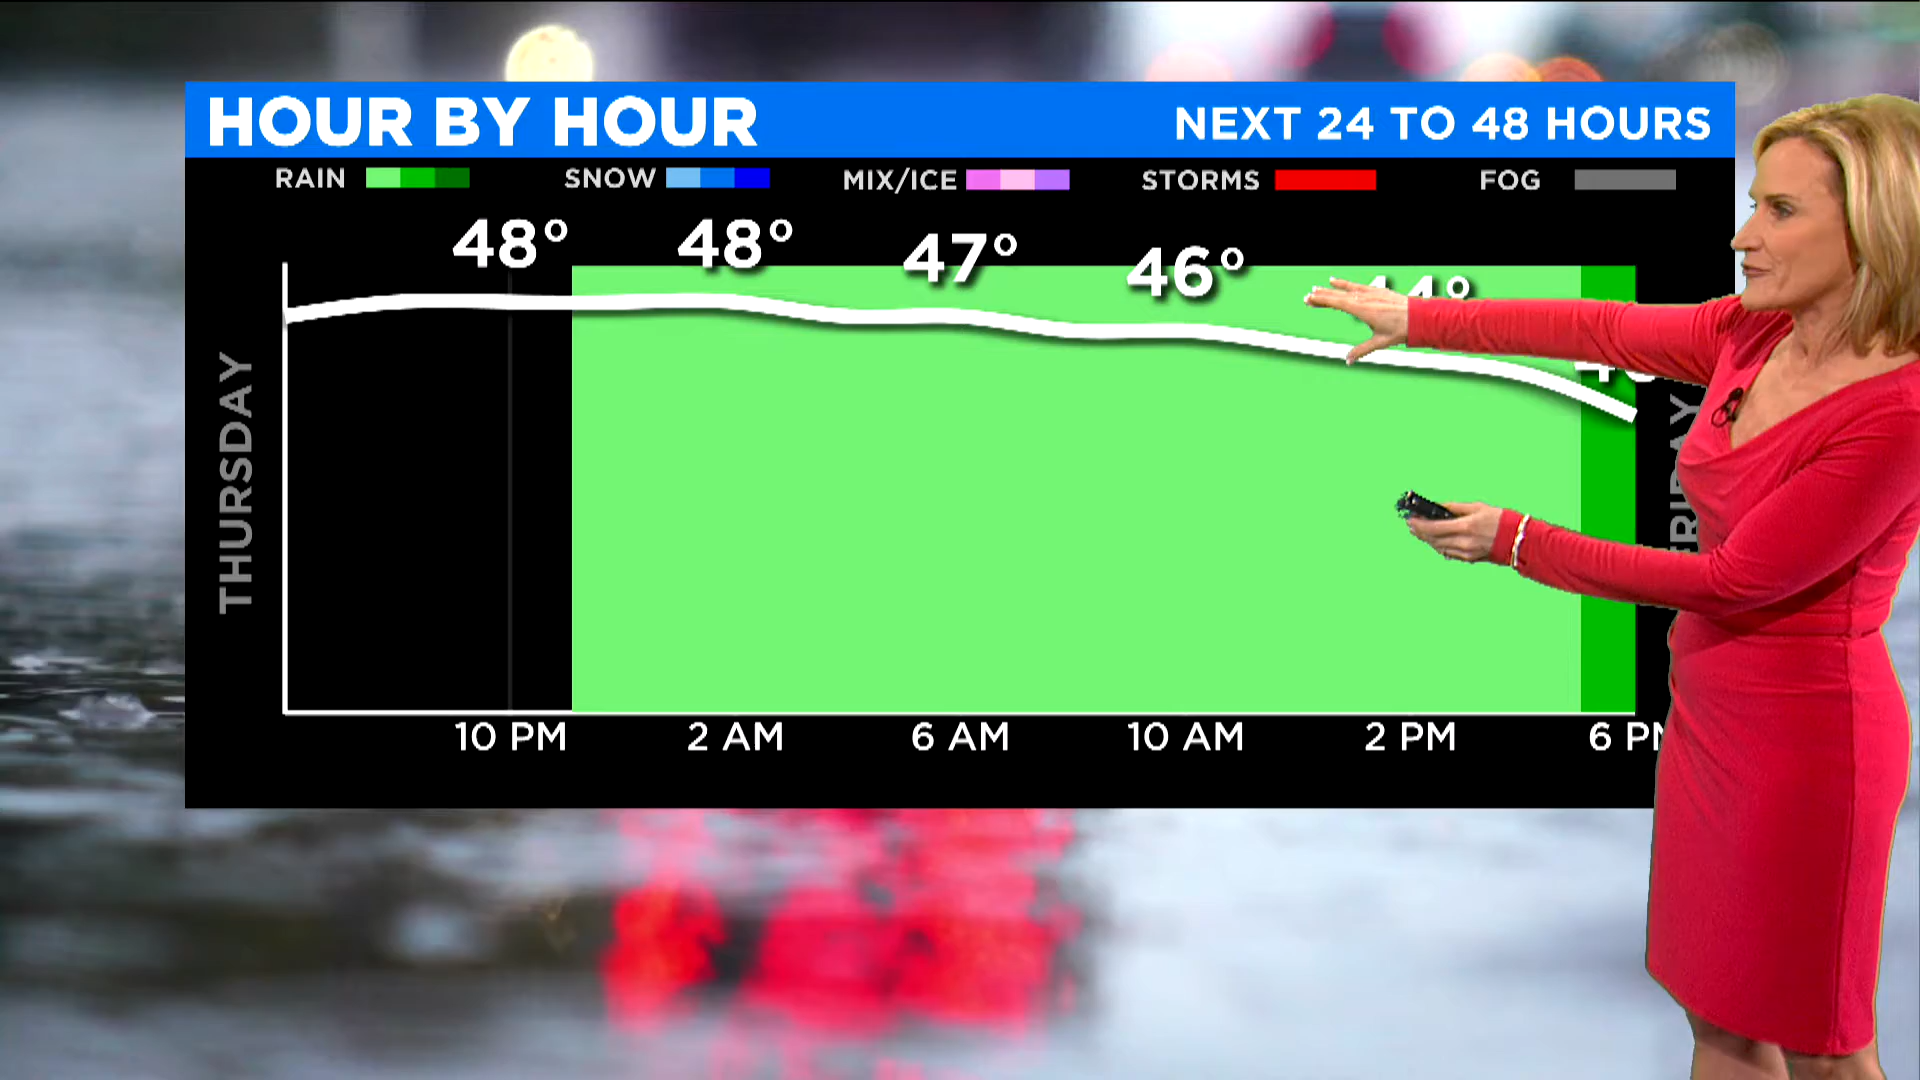 HOUR BY HOUR
NEXT 24 TO 48 HOURS
RAIN
SNOW
MIX/ICE
STORMS
FOG
48°
48°
47°
46°
THURSDAY
10 PM
2 AM
6 AM
10 AM
2 PM